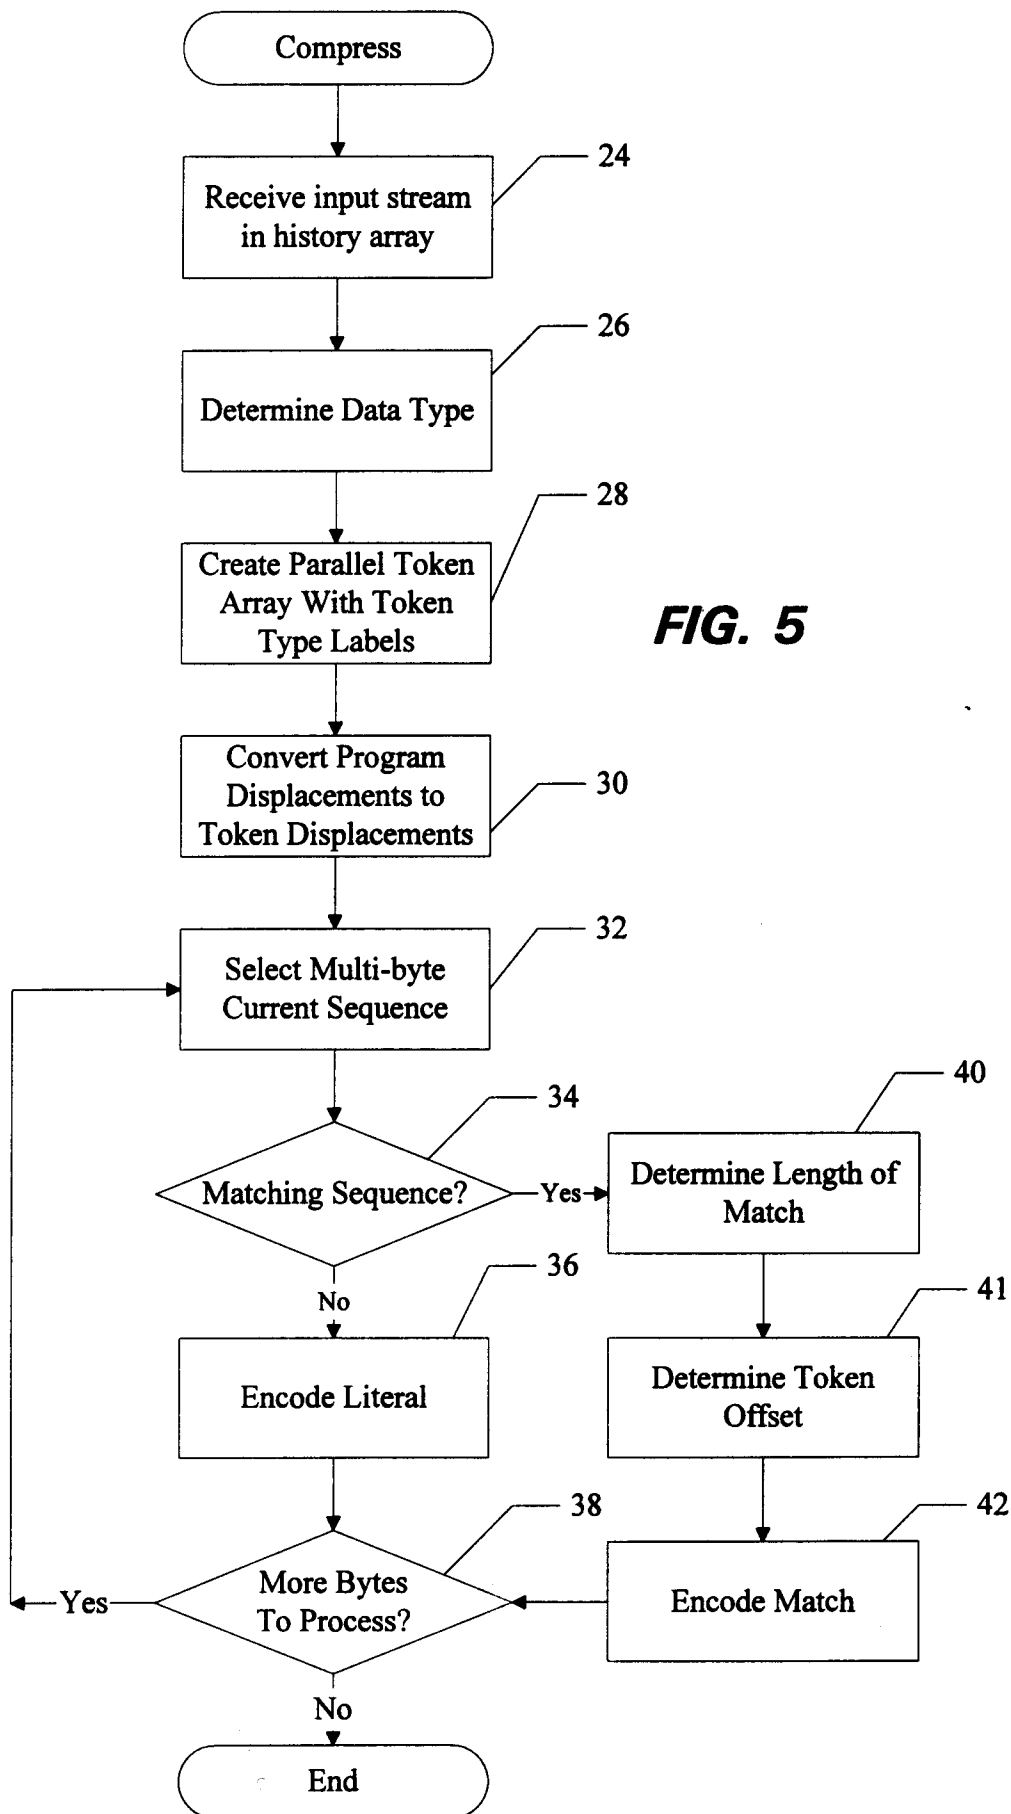 Compress
24
Receive input stream
in history array
26
Determine Data Type
28
Create Parallel Token
Array With Token
Type Labels
FIG. 5
Convert Program
Displacements to
Token Displacements
30
32
Select Multi-byte
Current Sequence
34
Matching Sequence?
Yes
40
Determine Length of
Match
No
36
Encode Literal
41
Determine Token
Offset
38
More Bytes
To Process?
Yes
42
Encode Match
No
End